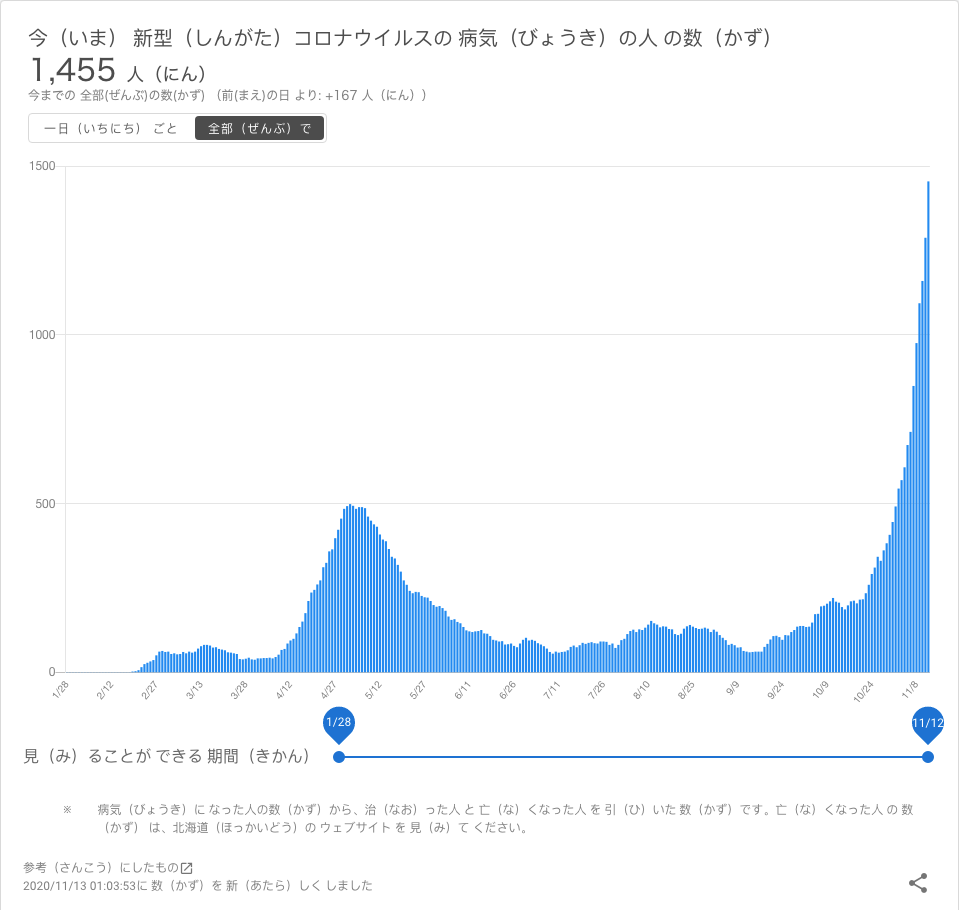 今（いま） 新型（しんがた）コロナウイルスの 病気（びょうき）の人 の数（かず）
1,455 人（にん）
今までの 全部(ぜんぶ)の数(かず) （前(まえ)の日 より: +167 人（にん））
一日（いちにち） ごと 全部（ぜんぶ）で
1500
1000
500
0
1/28 2/12 2/27 3/13 3/28 4/12 4/27 5/12 5/27 6/11 6/26 7/11 7/26 8/10 8/25 9/9 9/24 10/9 10/24 11/8
1/28 11/12
見（み）ることが できる 期間（きかん）
※ 病気（びょうき）に なった人の数（かず）から、治（なお）った人 と 亡（な）くなった人 を 引（ひ）いた 数（かず）です。亡（な）くなった人 の 数
（かず） は、北海道（ほっかいどう）の ウェブサイト を 見（み）て ください。
参考（さんこう）にしたもの
2020/11/13 01:03:53に 数（かず）を 新（あたら）しく しました